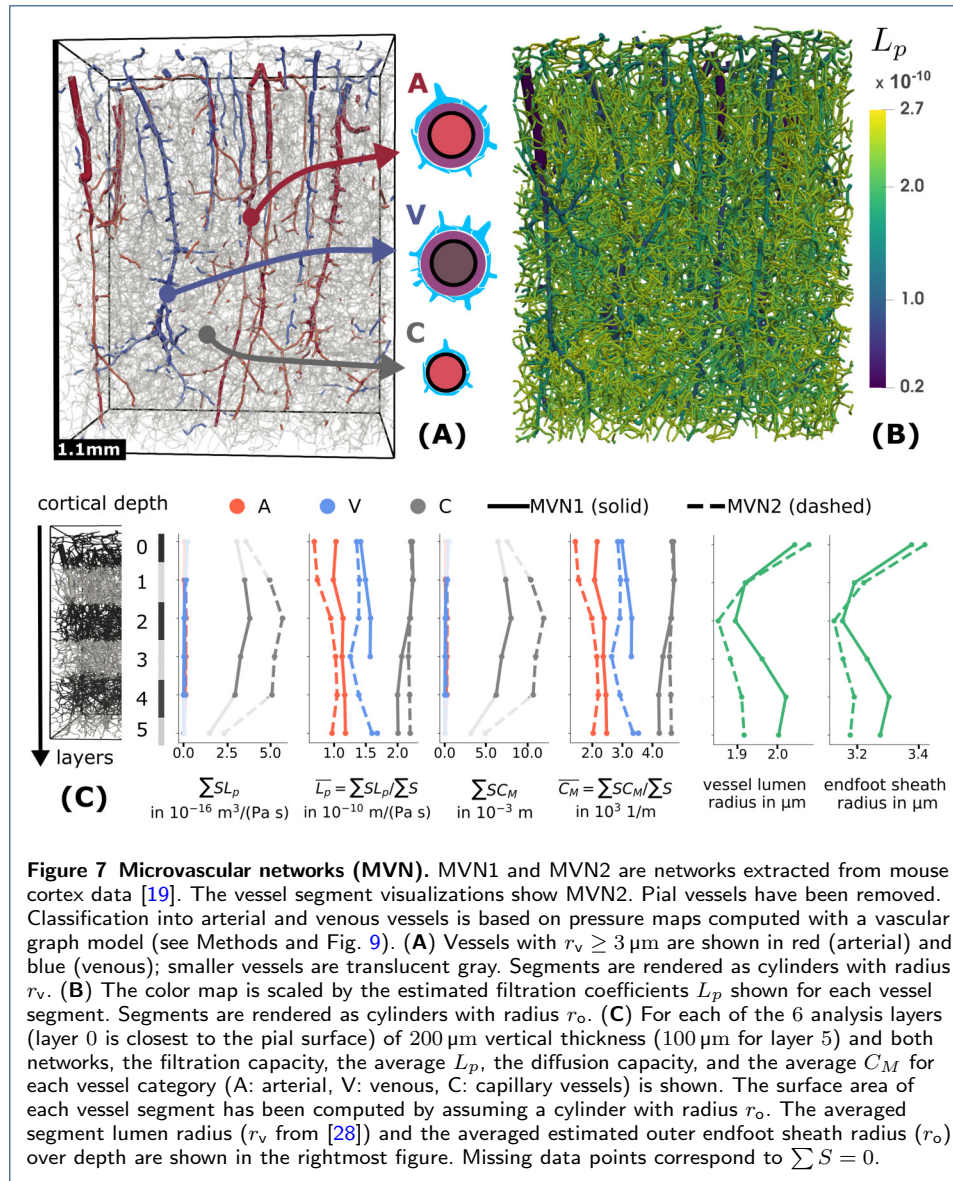 A
V
C
1.1mm
(A)
L_p
x 10^-10
2.7
2.0
1.0
0.2
(B)
cortical depth
A V C MVN1 (solid) MVN2 (dashed)
0
1
2
3
4
5
layers
(C)
0.0 2.5 5.0
1.0 1.5 2.0
0.0 5.0 10.0
2.0 3.0 4.0
1.9 2.0
3.2 3.4
∑SL_p
in 10^-16 m^3/(Pa s)
\overline{L_p} = ∑SL_p/∑S
in 10^-10 m/(Pa s)
∑SC_M
in 10^-3 m
\overline{C_M} = ∑SC_M/∑S
in 10^3 1/m
vessel lumen
radius in μm
endfoot sheath
radius in μm
Figure 7 Microvascular networks (MVN). MVN1 and MVN2 are networks extracted from mouse
cortex data [19]. The vessel segment visualizations show MVN2. Pial vessels have been removed.
Classification into arterial and venous vessels is based on pressure maps computed with a vascular
graph model (see Methods and Fig. 9). (A) Vessels with r_v ≥ 3 μm are shown in red (arterial) and
blue (venous); smaller vessels are translucent gray. Segments are rendered as cylinders with radius
r_v. (B) The color map is scaled by the estimated filtration coefficients L_p shown for each vessel
segment. Segments are rendered as cylinders with radius r_o. (C) For each of the 6 analysis layers
(layer 0 is closest to the pial surface) of 200 μm vertical thickness (100 μm for layer 5) and both
networks, the filtration capacity, the average L_p, the diffusion capacity, and the average C_M for
each vessel category (A: arterial, V: venous, C: capillary vessels) is shown. The surface area of
each vessel segment has been computed by assuming a cylinder with radius r_o. The averaged
segment lumen radius (r_v from [28]) and the averaged estimated outer endfoot sheath radius (r_o)
over depth are shown in the rightmost figure. Missing data points correspond to ∑ S = 0.